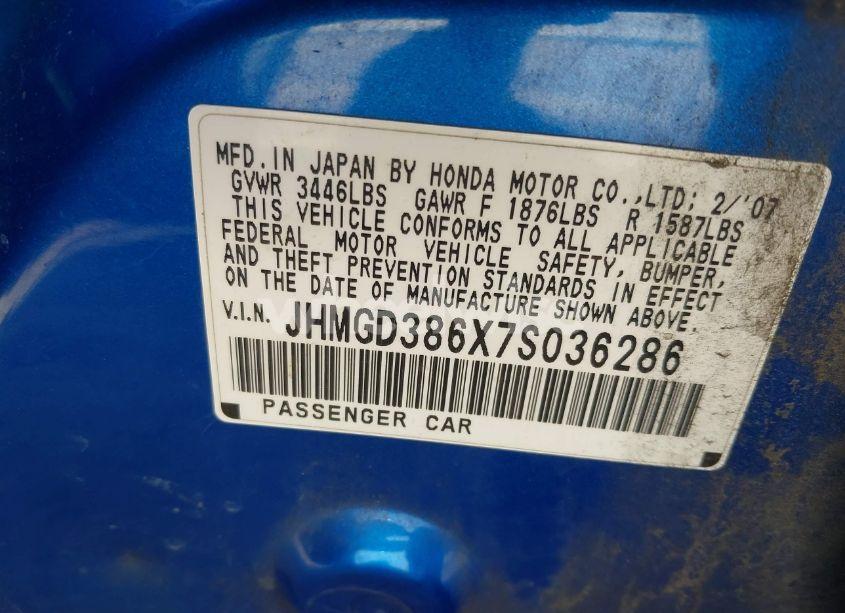 MFD.IN JAPAN BY HONDA MOTOR CO.,LTD; 2/'07
GVWR 3446LBS GAWR F 1876LBS R 1587LBS
THIS VEHICLE CONFORMS TO ALL APPLICABLE
FEDERAL MOTOR VEHICLE SAFETY, BUMPER,
AND THEFT PREVENTION STANDARDS IN EFFECT
ON THE DATE OF MANUFACTURE SHOWN ABOVE.
V.I.N. JHMGD386X7S036286
PASSENGER CAR